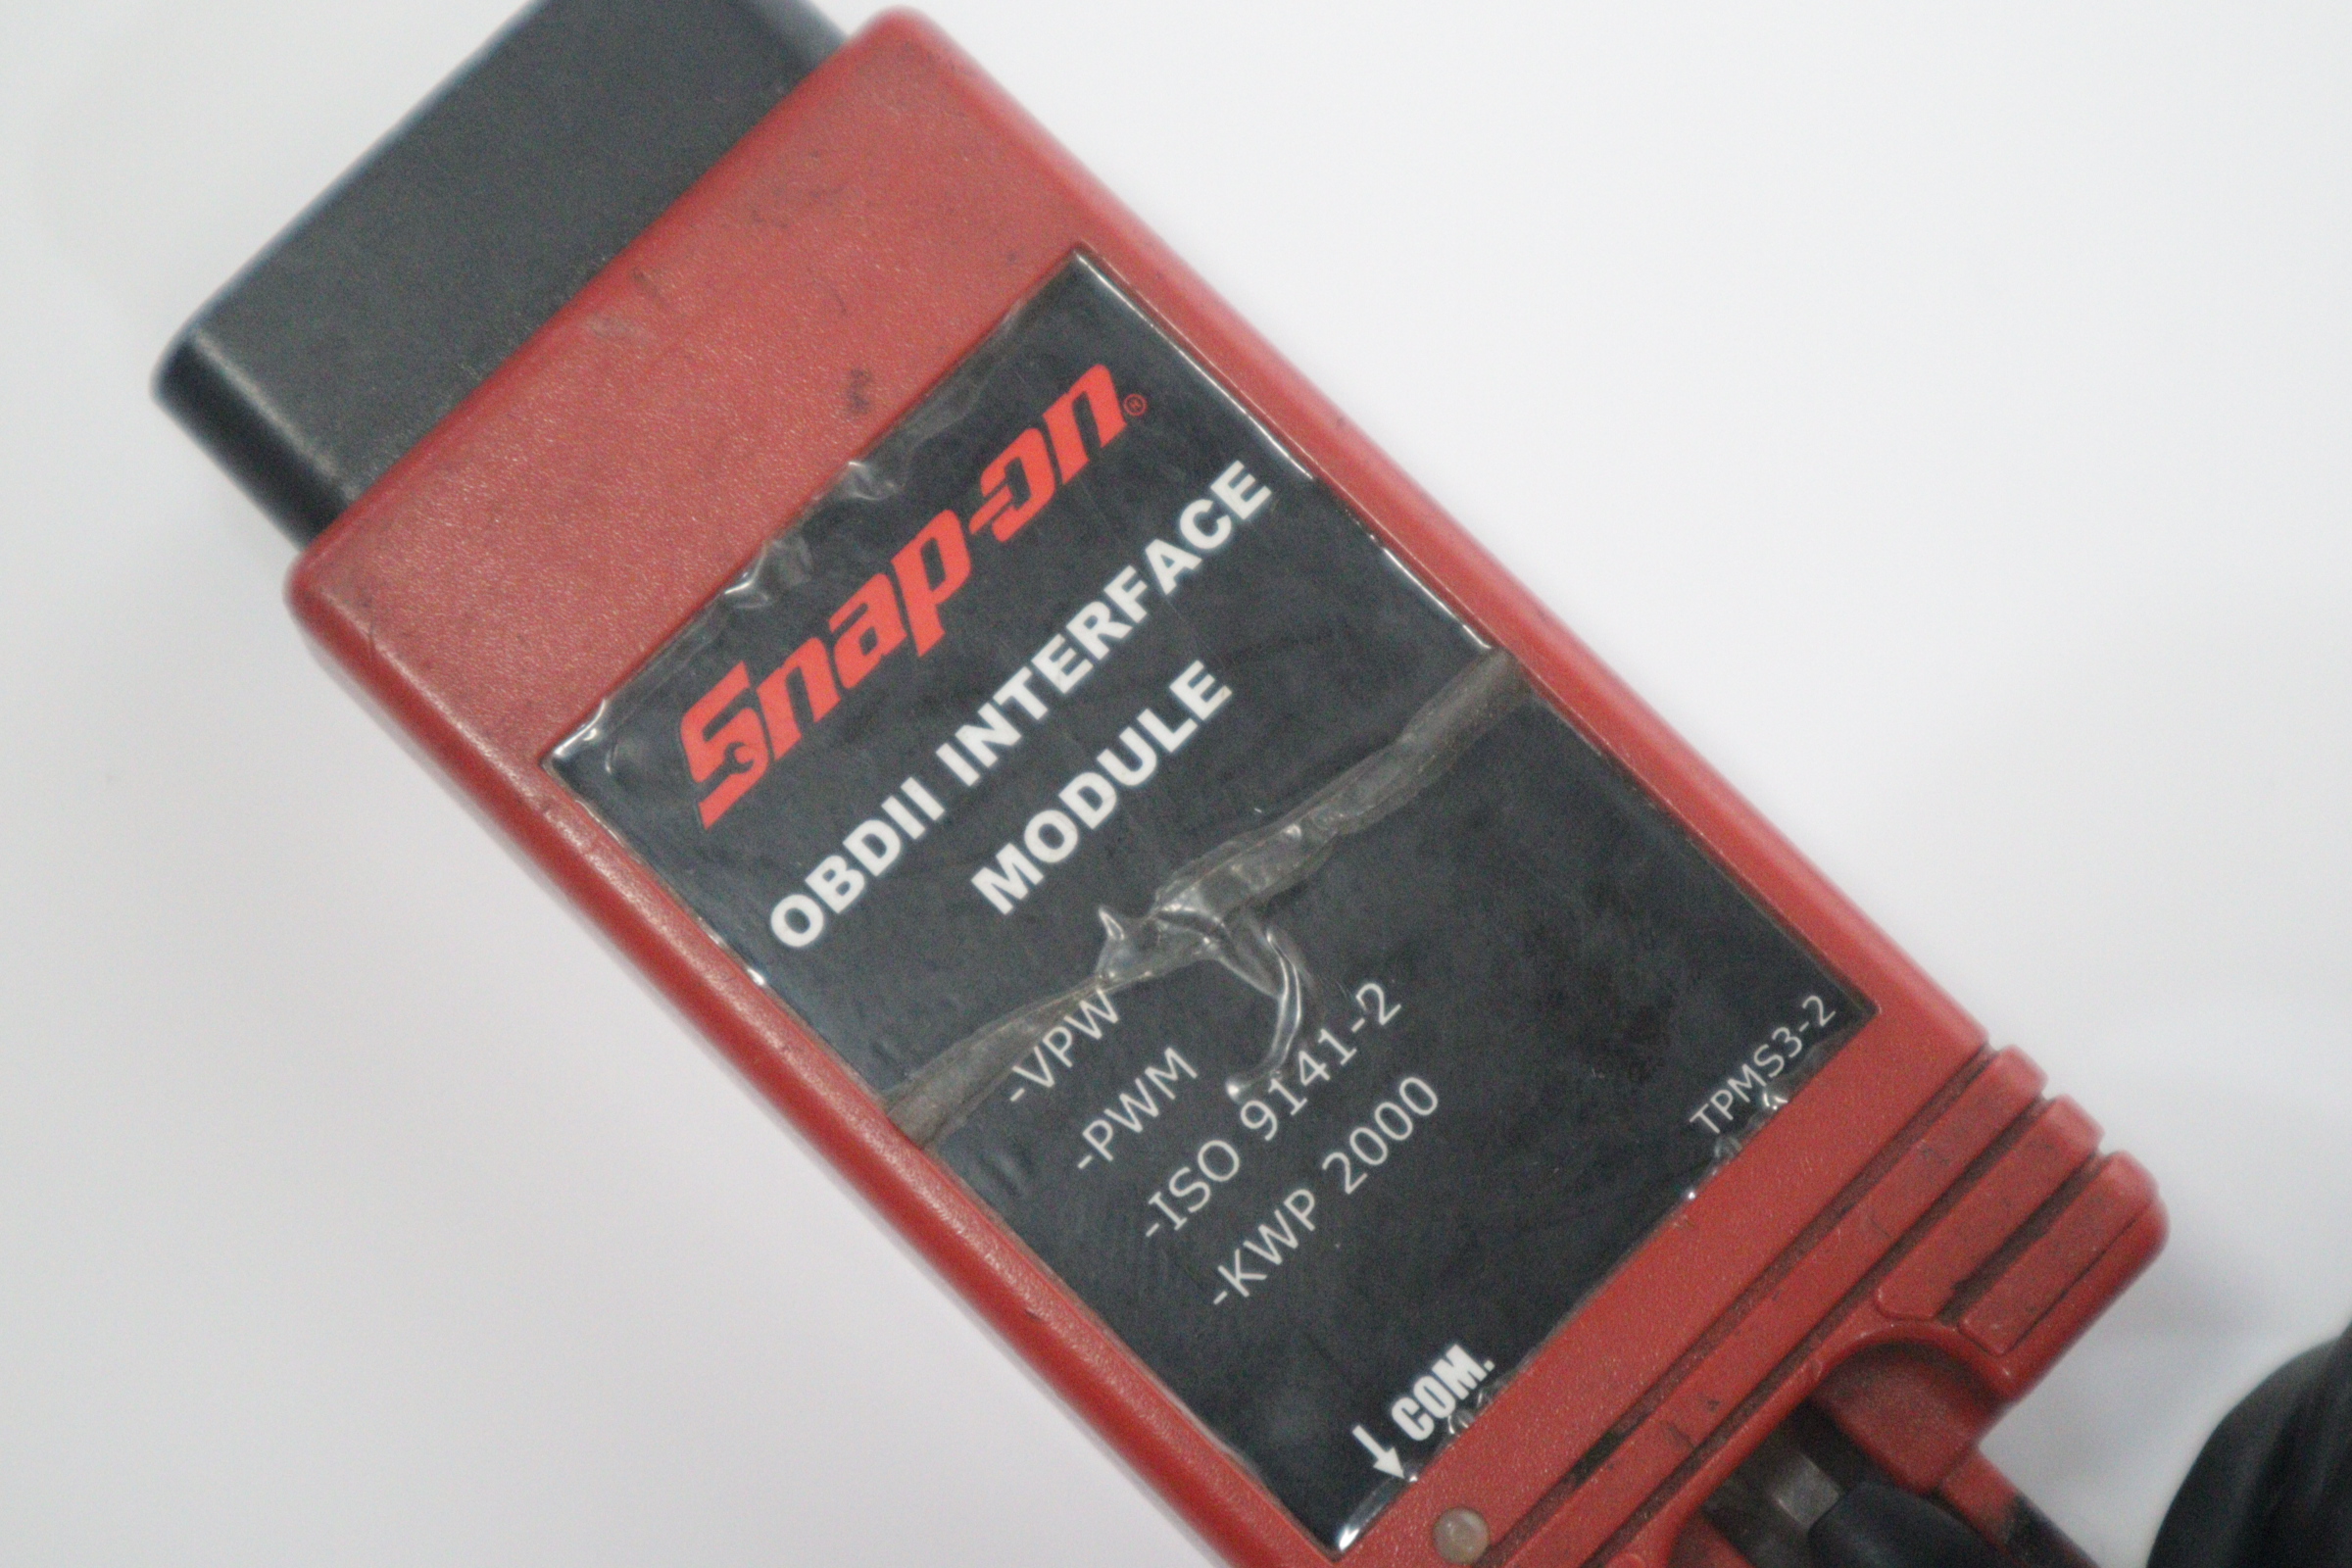 Snap-on®
OBDII INTERFACE
MODULE
-VPW
-PWM
-ISO 9141-2
-KWP 2000
TPMS3-2
↓ COM.